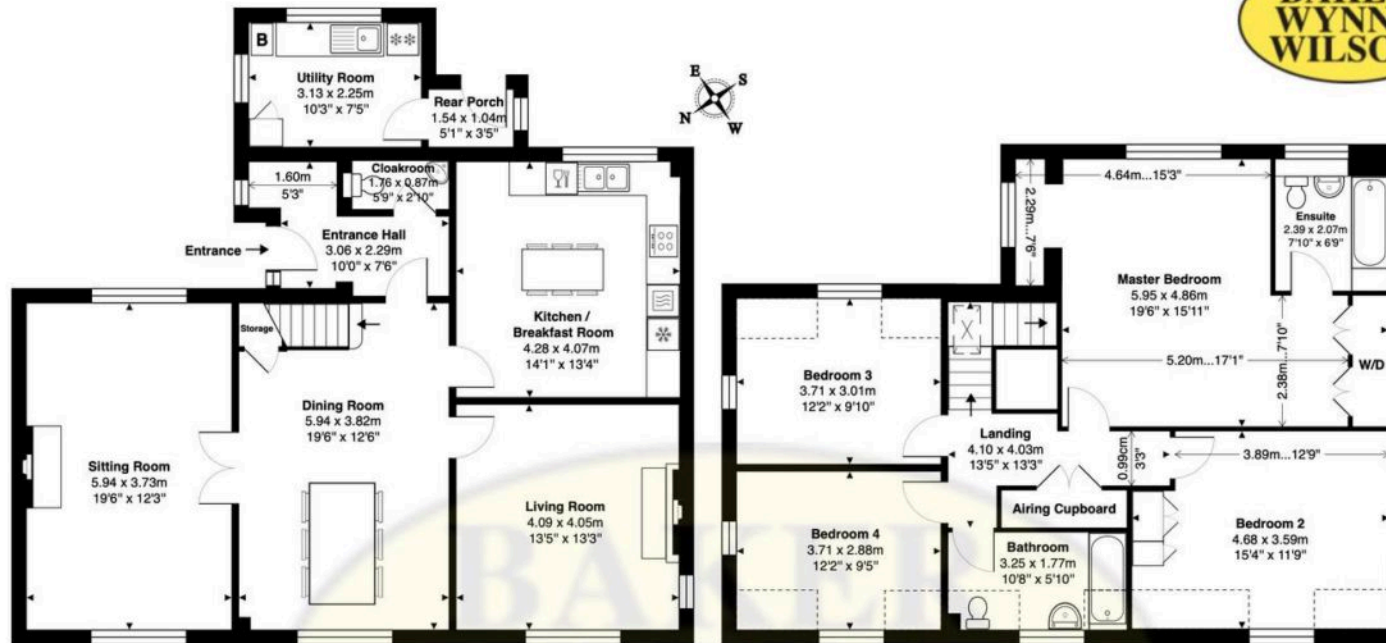 BAKER
WYNN
WILSO
B
Utility Room
3.13 x 2.25m
10'3" x 7'5"
Rear Porch
1.54 x 1.04m
5'1" x 3'5"
E
S
N
W
1.60m
5'3"
Cloakroom
1.76 x 0.87m
5'9" x 2'10"
Entrance
Entrance Hall
3.06 x 2.29m
10'0" x 7'6"
Storage
Kitchen /
Breakfast Room
4.28 x 4.07m
14'1" x 13'4"
Dining Room
5.94 x 3.82m
19'6" x 12'6"
Sitting Room
5.94 x 3.73m
19'6" x 12'3"
Living Room
4.09 x 4.05m
13'5" x 13'3"
2.29m...7'6"
4.64m...15'3"
Ensuite
2.39 x 2.07m
7'10" x 6'9"
Master Bedroom
5.95 x 4.86m
19'6" x 15'11"
5.20m...17'1"
2.38m...7'10"
W/D
Bedroom 3
3.71 x 3.01m
12'2" x 9'10"
Landing
4.10 x 4.03m
13'5" x 13'3"
0.99cm
3'3"
3.89m...12'9"
Airing Cupboard
Bedroom 4
3.71 x 2.88m
12'2" x 9'5"
Bathroom
3.25 x 1.77m
10'8" x 5'10"
Bedroom 2
4.68 x 3.59m
15'4" x 11'9"
BAKER